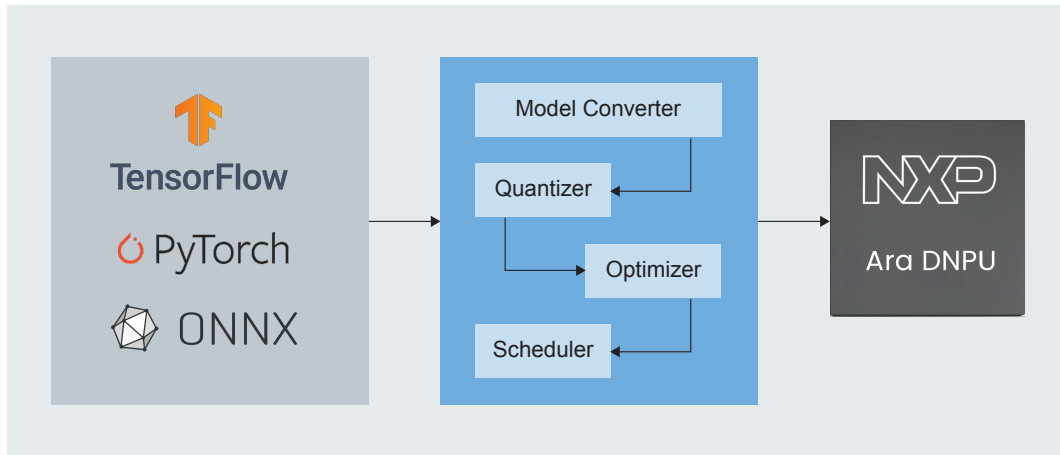 TensorFlow
PyTorch
ONNX
Model Converter
Quantizer
Optimizer
Scheduler
NXP
Ara DNPU